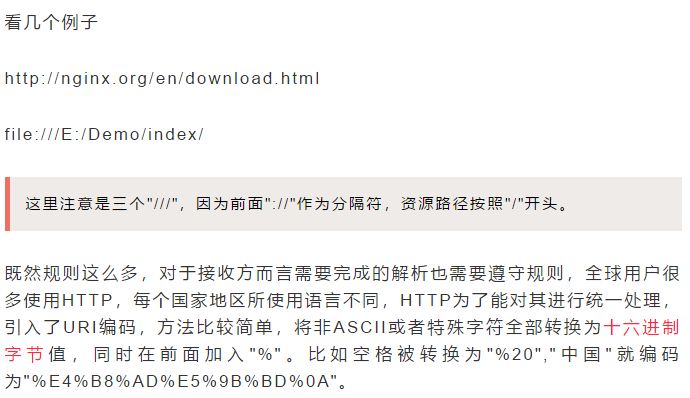 看几个例子
http://nginx.org/en/download.html
file:///E:/Demo/index/
这里注意是三个"///"，因为前面"://"作为分隔符，资源路径按照"/"开头。
既然规则这么多，对于接收方而言需要完成的解析也需要遵守规则，全球用户很
多使用HTTP，每个国家地区所使用语言不同，HTTP为了能对其进行统一处理，
引入了URI编码，方法比较简单，将非ASCII或者特殊字符全部转换为十六进制
字节值，同时在前面加入"%"。比如空格被转换为"%20","中国"就编码
为"%E4%B8%AD%E5%9B%BD%0A"。